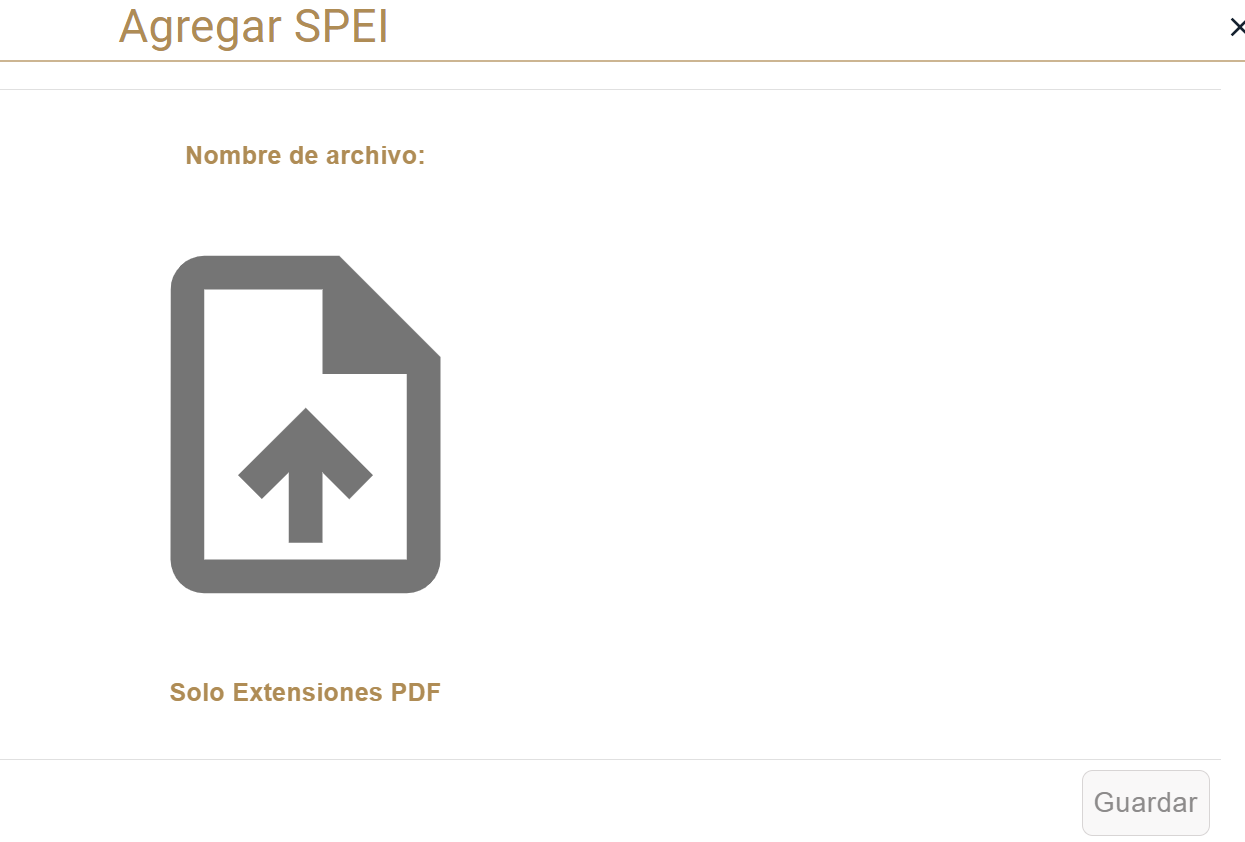 Agregar SPEI
Nombre de archivo:
Solo Extensiones PDF
Guardar